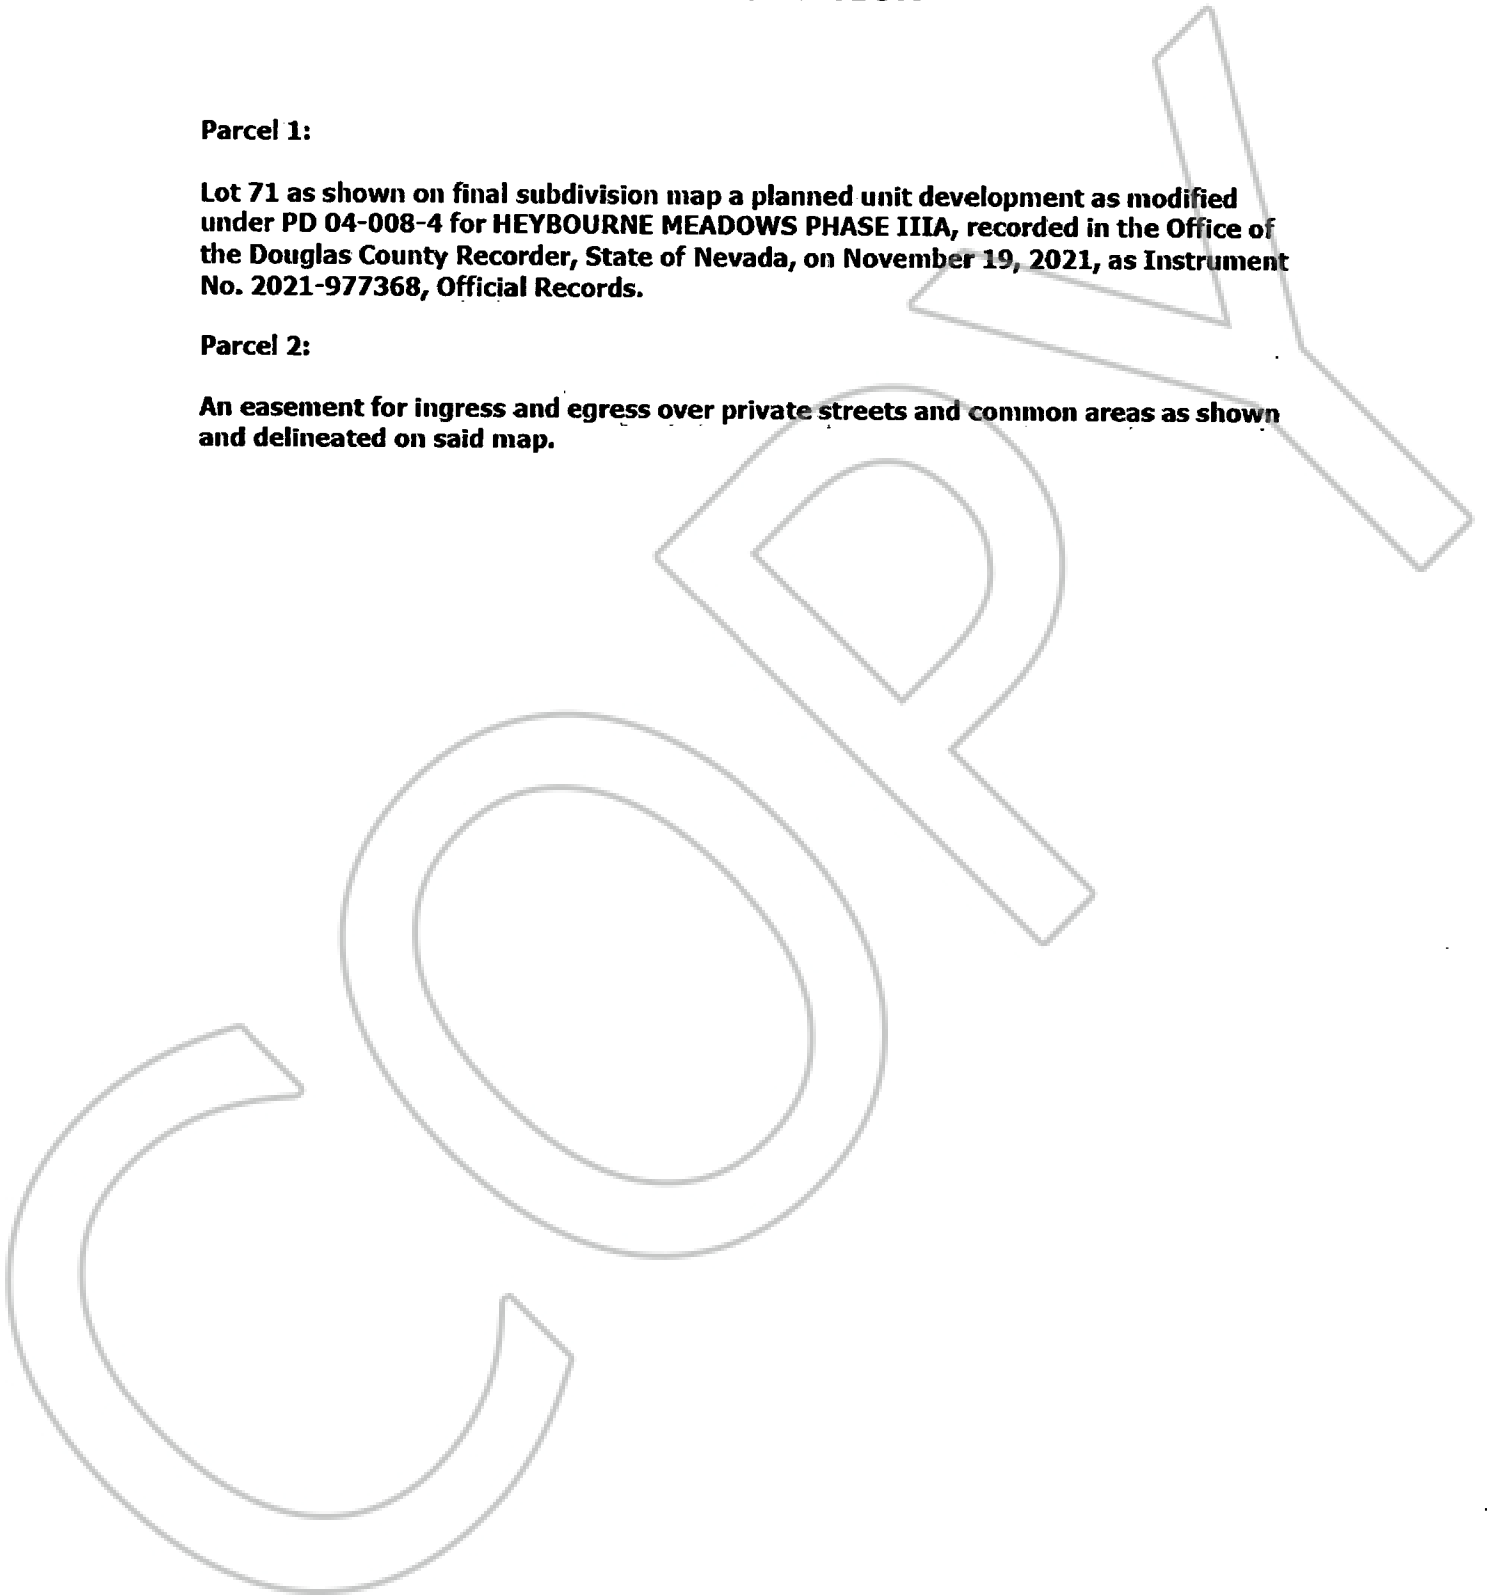 Parcel 1:
Lot 71 as shown on final subdivision map a planned unit development as modified
under PD 04-008-4 for HEYBOURNE MEADOWS PHASE IIIA, recorded in the Office of
the Douglas County Recorder, State of Nevada, on November 19, 2021, as Instrument
No. 2021-977368, Official Records.
Parcel 2:
An easement for ingress and egress over private streets and common areas as shown
and delineated on said map.
COPY